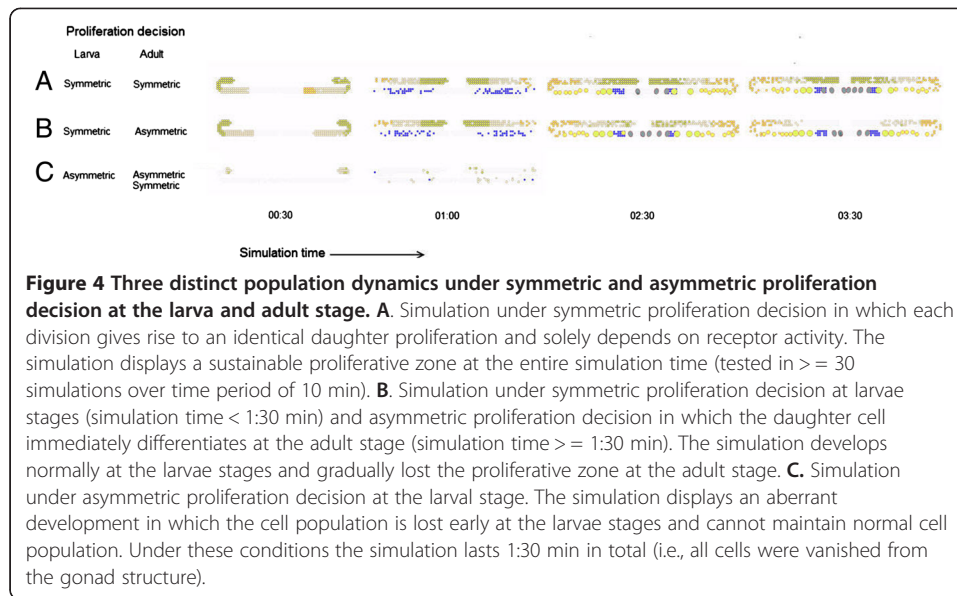 Proliferation decision
Larva Adult
A Symmetric Symmetric
B Symmetric Asymmetric
C Asymmetric Asymmetric
Symmetric
00:30 01:00 02:30 03:30
Simulation time
Figure 4 Three distinct population dynamics under symmetric and asymmetric proliferation
decision at the larva and adult stage. A. Simulation under symmetric proliferation decision in which each
division gives rise to an identical daughter proliferation and solely depends on receptor activity. The
simulation displays a sustainable proliferative zone at the entire simulation time (tested in > = 30
simulations over time period of 10 min). B. Simulation under symmetric proliferation decision at larvae
stages (simulation time < 1:30 min) and asymmetric proliferation decision in which the daughter cell
immediately differentiates at the adult stage (simulation time > = 1:30 min). The simulation develops
normally at the larvae stages and gradually lost the proliferative zone at the adult stage. C. Simulation
under asymmetric proliferation decision at the larval stage. The simulation displays an aberrant
development in which the cell population is lost early at the larvae stages and cannot maintain normal cell
population. Under these conditions the simulation lasts 1:30 min in total (i.e., all cells were vanished from
the gonad structure).